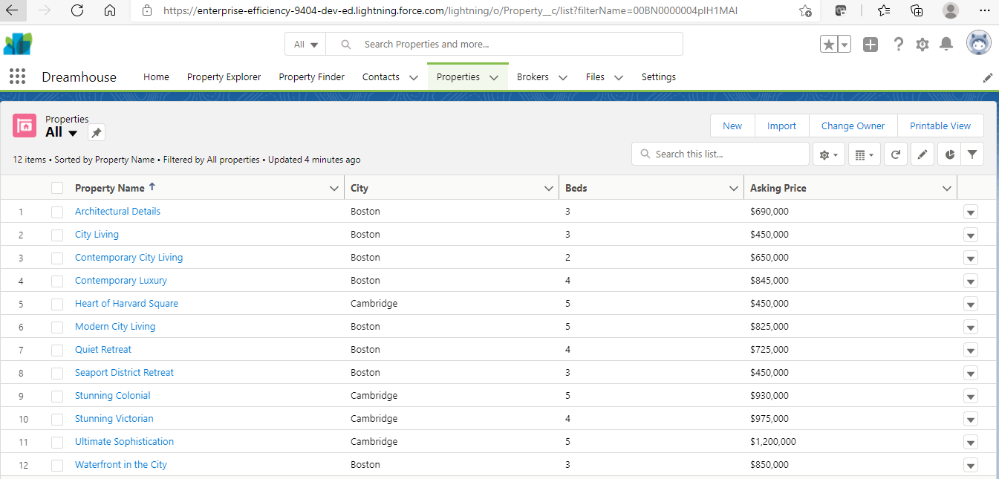 https://enterprise-efficiency-9404-dev-ed.lightning.force.com/lightning/o/Property__c/list?filterName=00BN0000004plH1MAI
All Search Properties and more...
Dreamhouse Home Property Explorer Property Finder Contacts Properties Brokers Files Settings
Properties
All
New Import Change Owner Printable View
12 items • Sorted by Property Name • Filtered by All properties • Updated 4 minutes ago
Search this list...
Property Name City Beds Asking Price
1 Architectural Details Boston 3 $690,000
2 City Living Boston 3 $450,000
3 Contemporary City Living Boston 2 $650,000
4 Contemporary Luxury Boston 4 $845,000
5 Heart of Harvard Square Cambridge 5 $450,000
6 Modern City Living Boston 5 $825,000
7 Quiet Retreat Boston 4 $725,000
8 Seaport District Retreat Boston 3 $450,000
9 Stunning Colonial Cambridge 5 $930,000
10 Stunning Victorian Cambridge 4 $975,000
11 Ultimate Sophistication Cambridge 5 $1,200,000
12 Waterfront in the City Boston 3 $850,000